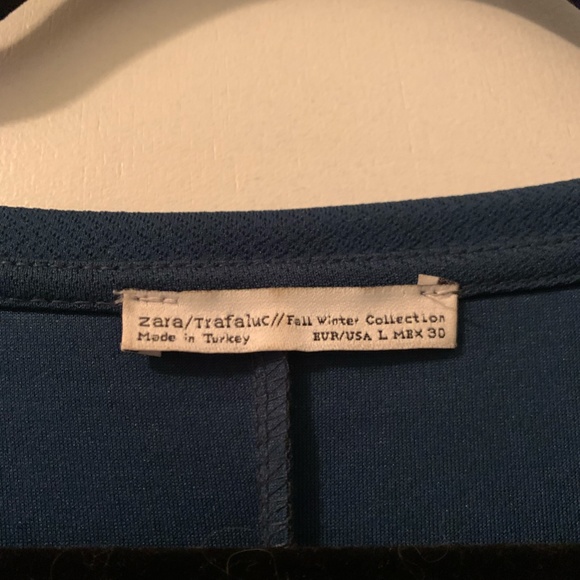 zara/Trafaluc//Fall Winter Collection
Made in Turkey EUR/USA L MEX 30